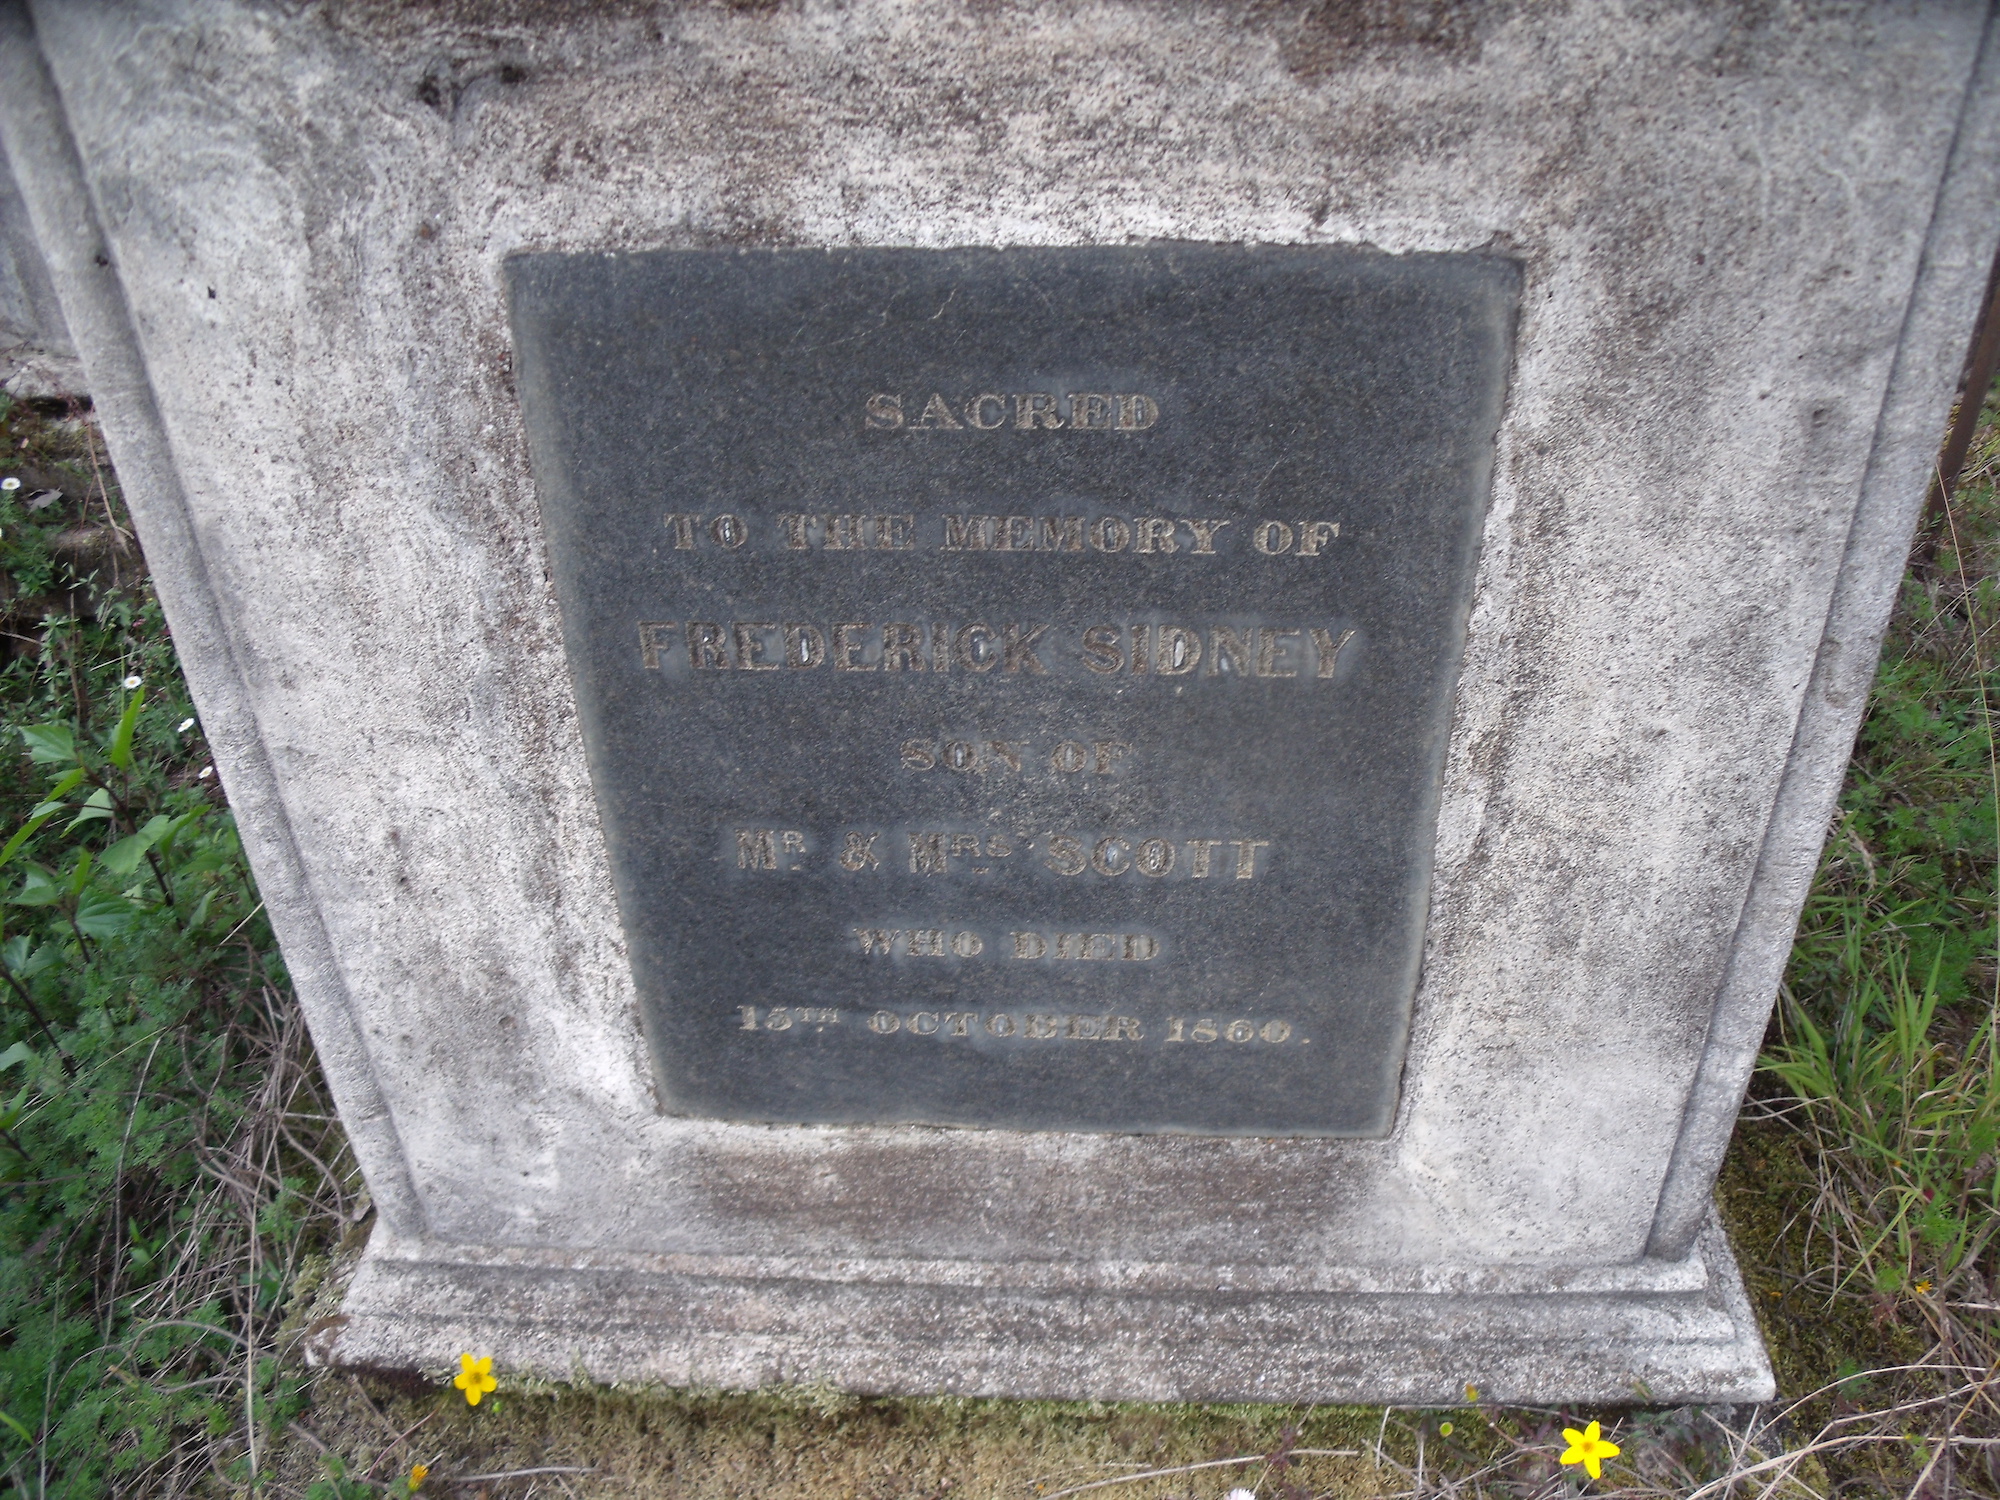 SACRED
TO THE MEMORY OF
FREDERICK SIDNEY
SON OF
MR. & MRS. SCOTT
WHO DIED
15TH OCTOBER 1860.